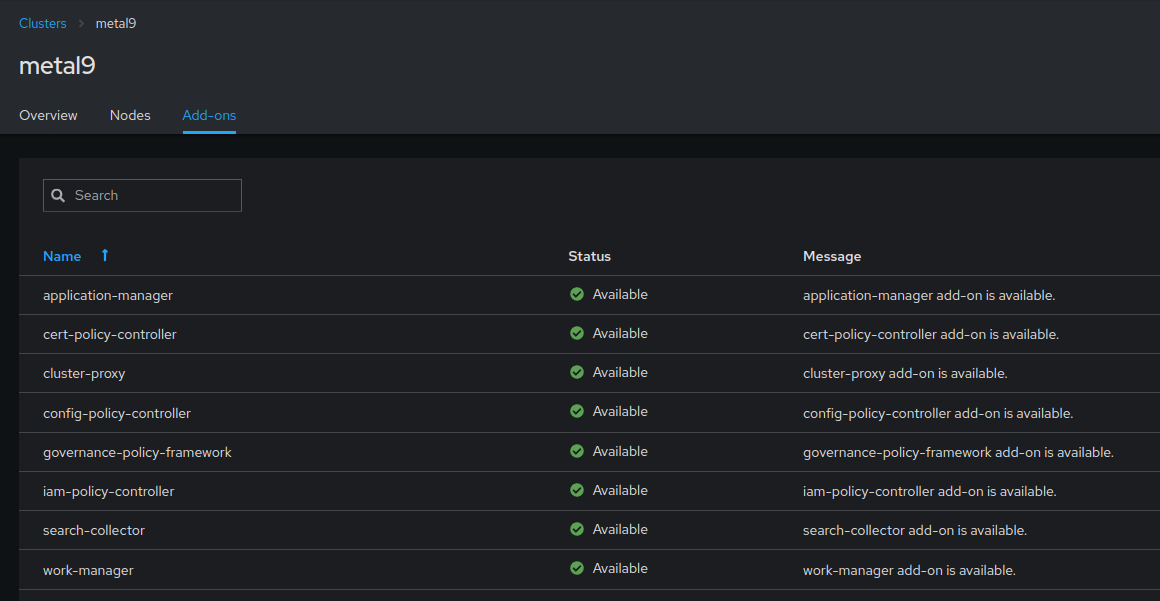 Clusters > metal9
metal9
Overview Nodes Add-ons
Search
Name ↑ Status Message
application-manager Available application-manager add-on is available.
cert-policy-controller Available cert-policy-controller add-on is available.
cluster-proxy Available cluster-proxy add-on is available.
config-policy-controller Available config-policy-controller add-on is available.
governance-policy-framework Available governance-policy-framework add-on is available.
iam-policy-controller Available iam-policy-controller add-on is available.
search-collector Available search-collector add-on is available.
work-manager Available work-manager add-on is available.